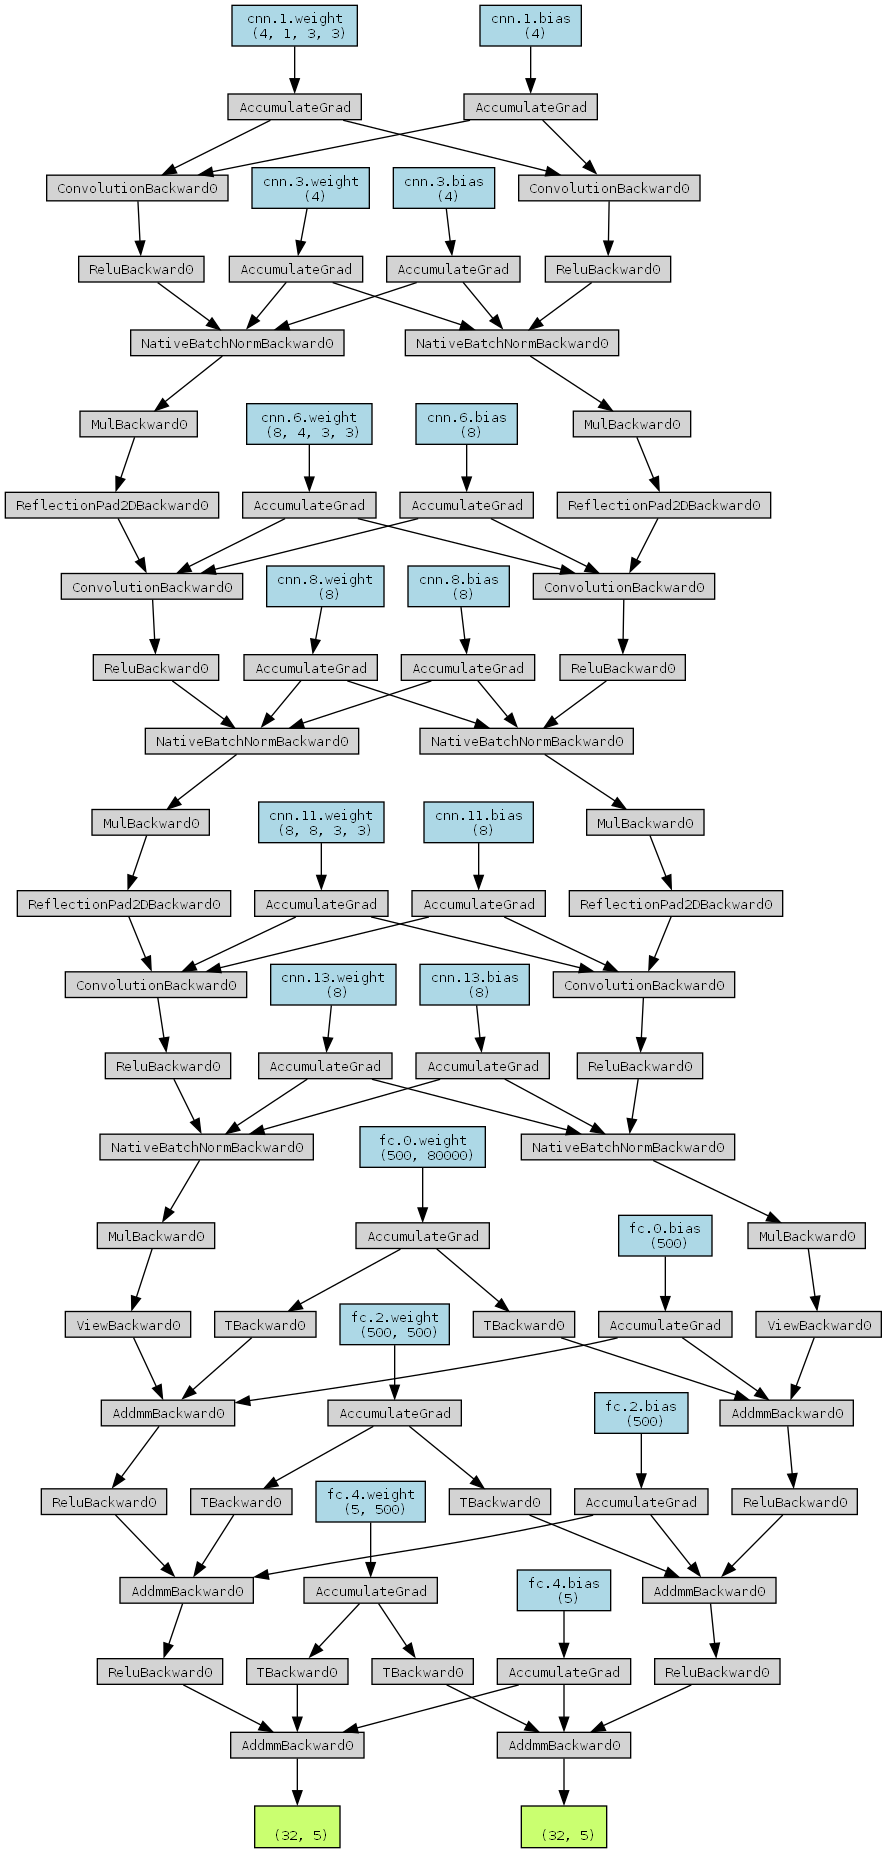 cnn.1.weight
(4, 1, 3, 3)
cnn.1.bias
(4)
AccumulateGrad
AccumulateGrad
ConvolutionBackward0
cnn.3.weight
(4)
cnn.3.bias
(4)
ConvolutionBackward0
ReluBackward0
AccumulateGrad
AccumulateGrad
ReluBackward0
NativeBatchNormBackward0
NativeBatchNormBackward0
MulBackward0
cnn.6.weight
(8, 4, 3, 3)
cnn.6.bias
(8)
MulBackward0
ReflectionPad2DBackward0
AccumulateGrad
AccumulateGrad
ReflectionPad2DBackward0
ConvolutionBackward0
cnn.8.weight
(8)
cnn.8.bias
(8)
ConvolutionBackward0
ReluBackward0
AccumulateGrad
AccumulateGrad
ReluBackward0
NativeBatchNormBackward0
NativeBatchNormBackward0
MulBackward0
cnn.11.weight
(8, 8, 3, 3)
cnn.11.bias
(8)
MulBackward0
ReflectionPad2DBackward0
AccumulateGrad
AccumulateGrad
ReflectionPad2DBackward0
ConvolutionBackward0
cnn.13.weight
(8)
cnn.13.bias
(8)
ConvolutionBackward0
ReluBackward0
AccumulateGrad
AccumulateGrad
ReluBackward0
NativeBatchNormBackward0
fc.0.weight
(500, 80000)
NativeBatchNormBackward0
MulBackward0
AccumulateGrad
fc.0.bias
(500)
MulBackward0
ViewBackward0
TBackward0
fc.2.weight
(500, 500)
TBackward0
AccumulateGrad
ViewBackward0
AddmmBackward0
AccumulateGrad
fc.2.bias
(500)
AddmmBackward0
ReluBackward0
TBackward0
fc.4.weight
(5, 500)
TBackward0
AccumulateGrad
ReluBackward0
AddmmBackward0
AccumulateGrad
fc.4.bias
(5)
AddmmBackward0
ReluBackward0
TBackward0
TBackward0
AccumulateGrad
ReluBackward0
AddmmBackward0
AddmmBackward0
(32, 5)
(32, 5)